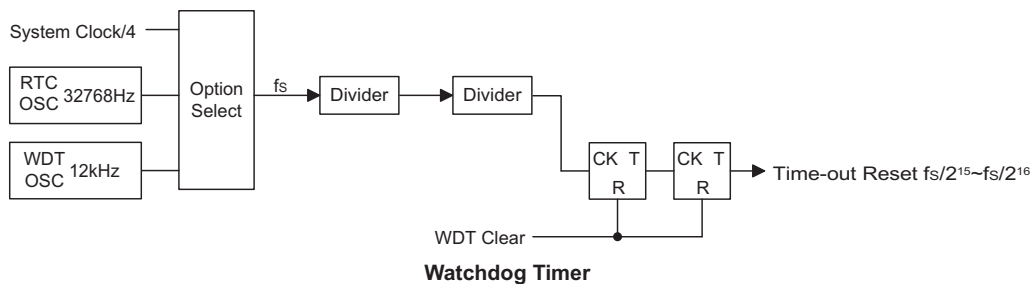 System Clock/4
RTC
OSC 32768Hz
WDT
OSC 12kHz
Option
Select
fS
Divider
Divider
CK T
R
CK T
R
Time-out Reset fS/2¹⁵~fS/2¹⁶
WDT Clear
Watchdog Timer